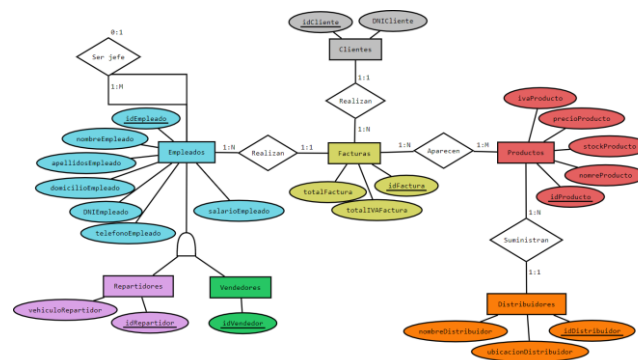 idCliente
DNICliente
Clientes
0:1
Ser jefe
1:M
1:1
Realizan
1:N
idEmpleado
nombreEmpleado
apellidosEmpleado
domicilioEmpleado
DNIEmpleado
telefonoEmpleado
salarioEmpleado
Empleados
1:N
Realizan
1:1
Facturas
totalFactura
idFactura
totalIVAFactura
1:N
Aparecen
1:M
Productos
ivaProducto
precioProducto
stockProducto
nomreProducto
idProducto
1:N
Suministran
1:1
Repartidores
vehiculoRepartidor
idRepartidor
Vendedores
idVendedor
Distribuidores
nombreDistribuidor
idDistribuidor
ubicacionDistribuidor